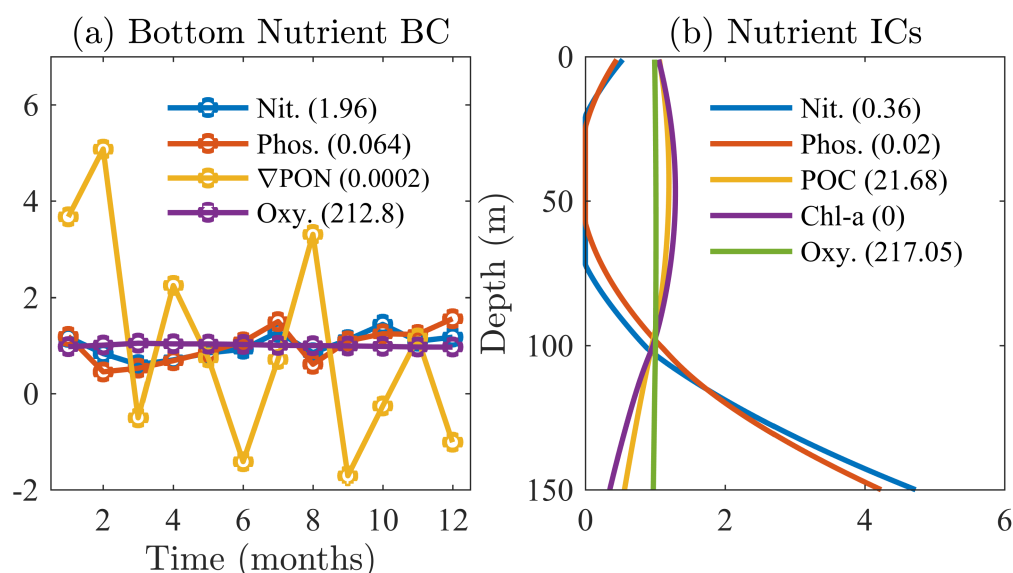 (a) Bottom Nutrient BC
6
4
2
0
-2
2
4
6
8
10
12
Time (months)
Nit. (1.96)
Phos. (0.064)
∇PON (0.0002)
Oxy. (212.8)
(b) Nutrient ICs
0
50
100
150
Depth (m)
0
2
4
6
Nit. (0.36)
Phos. (0.02)
POC (21.68)
Chl-a (0)
Oxy. (217.05)